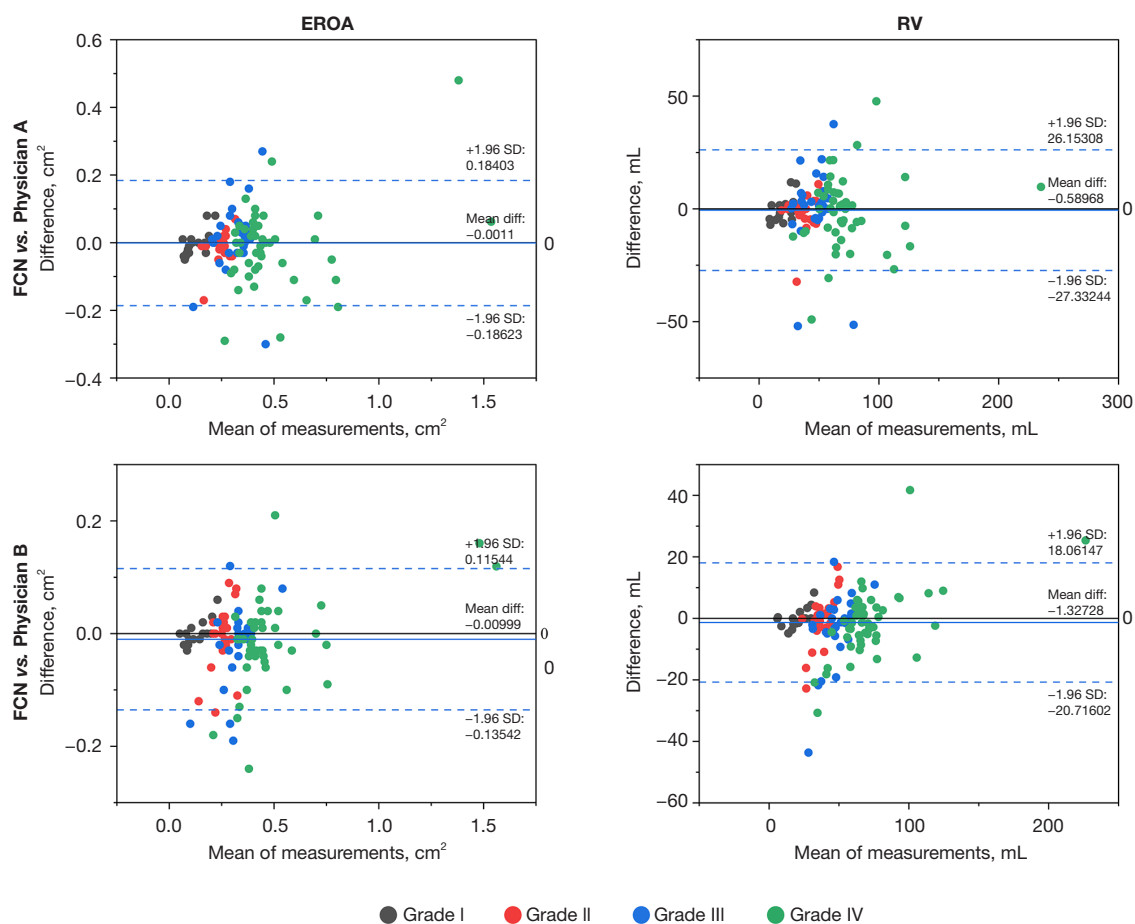 EROA
FCN vs. Physician A
Difference, cm²
0.6
0.4
0.2
0.0
−0.2
−0.4
+1.96 SD:
0.18403
Mean diff:
−0.0011
0
−1.96 SD:
−0.18623
0.0
0.5
1.0
1.5
Mean of measurements, cm²
RV
Difference, mL
50
0
−50
+1.96 SD:
26.15308
Mean diff:
−0.58968
0
−1.96 SD:
−27.33244
0
100
200
300
Mean of measurements, mL
FCN vs. Physician B
Difference, cm²
0.2
0.0
−0.2
+1.96 SD:
0.11544
Mean diff:
−0.00999
0
0
−1.96 SD:
−0.13542
0.0
0.5
1.0
1.5
Mean of measurements, cm²
Difference, mL
40
20
0
−20
−40
−60
+1.96 SD:
18.06147
Mean diff:
−1.32728
0
−1.96 SD:
−20.71602
0
100
200
Mean of measurements, mL
Grade I
Grade II
Grade III
Grade IV